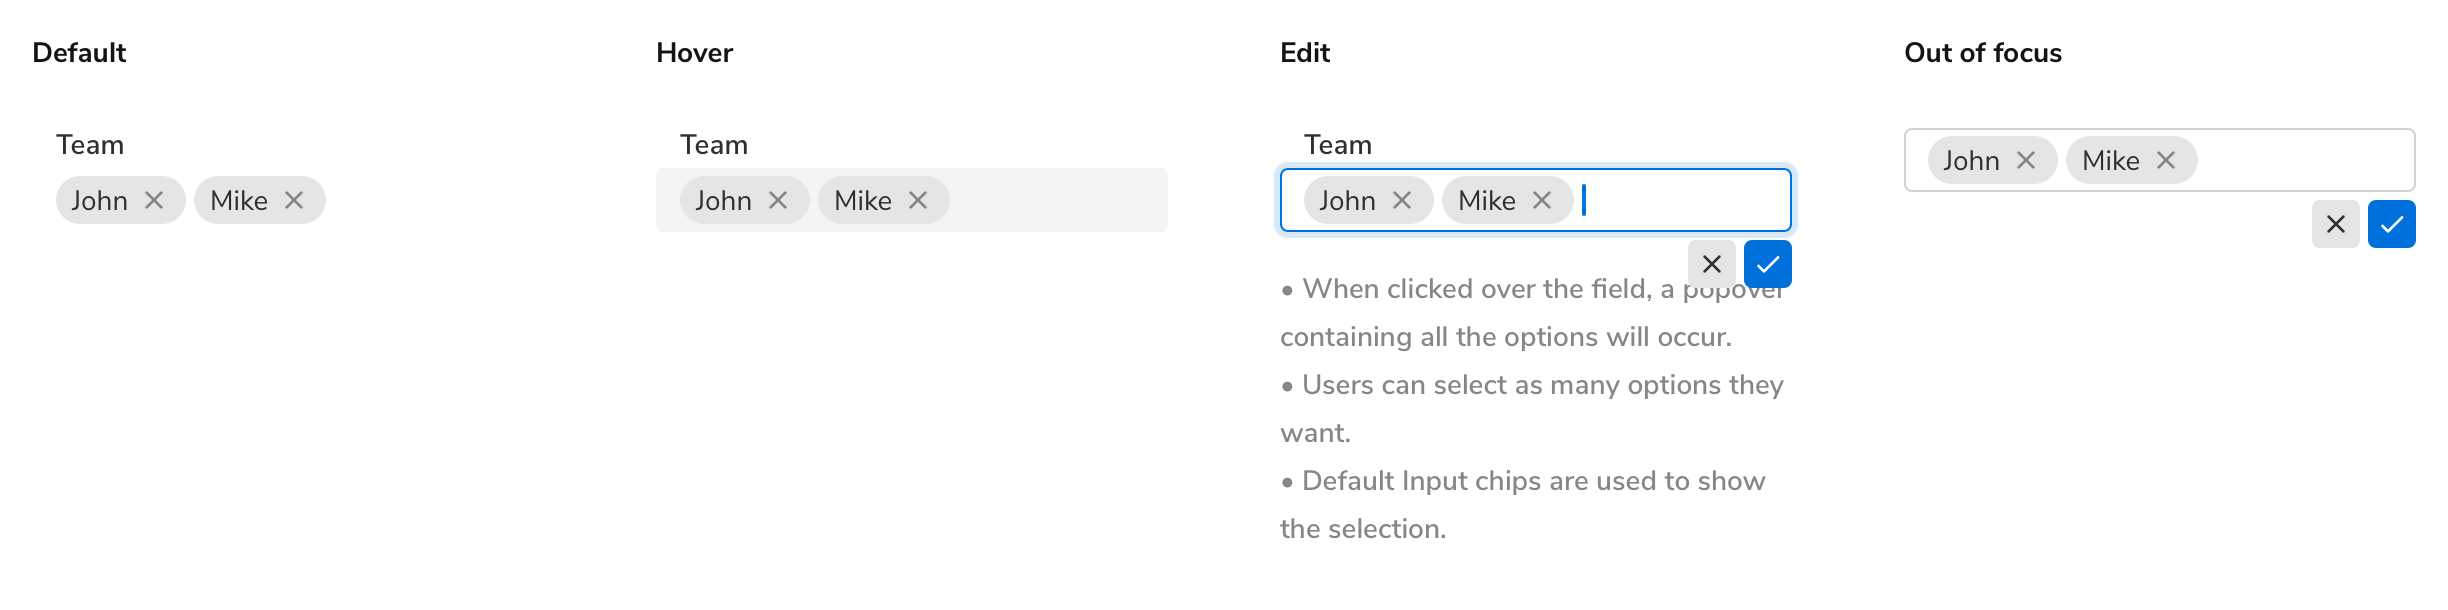 Default
Team
John Mike
Hover
Team
John Mike
Edit
Team
John Mike
• When clicked over the field, a popover
containing all the options will occur.
• Users can select as many options they
want.
• Default Input chips are used to show
the selection.
Out of focus
John Mike